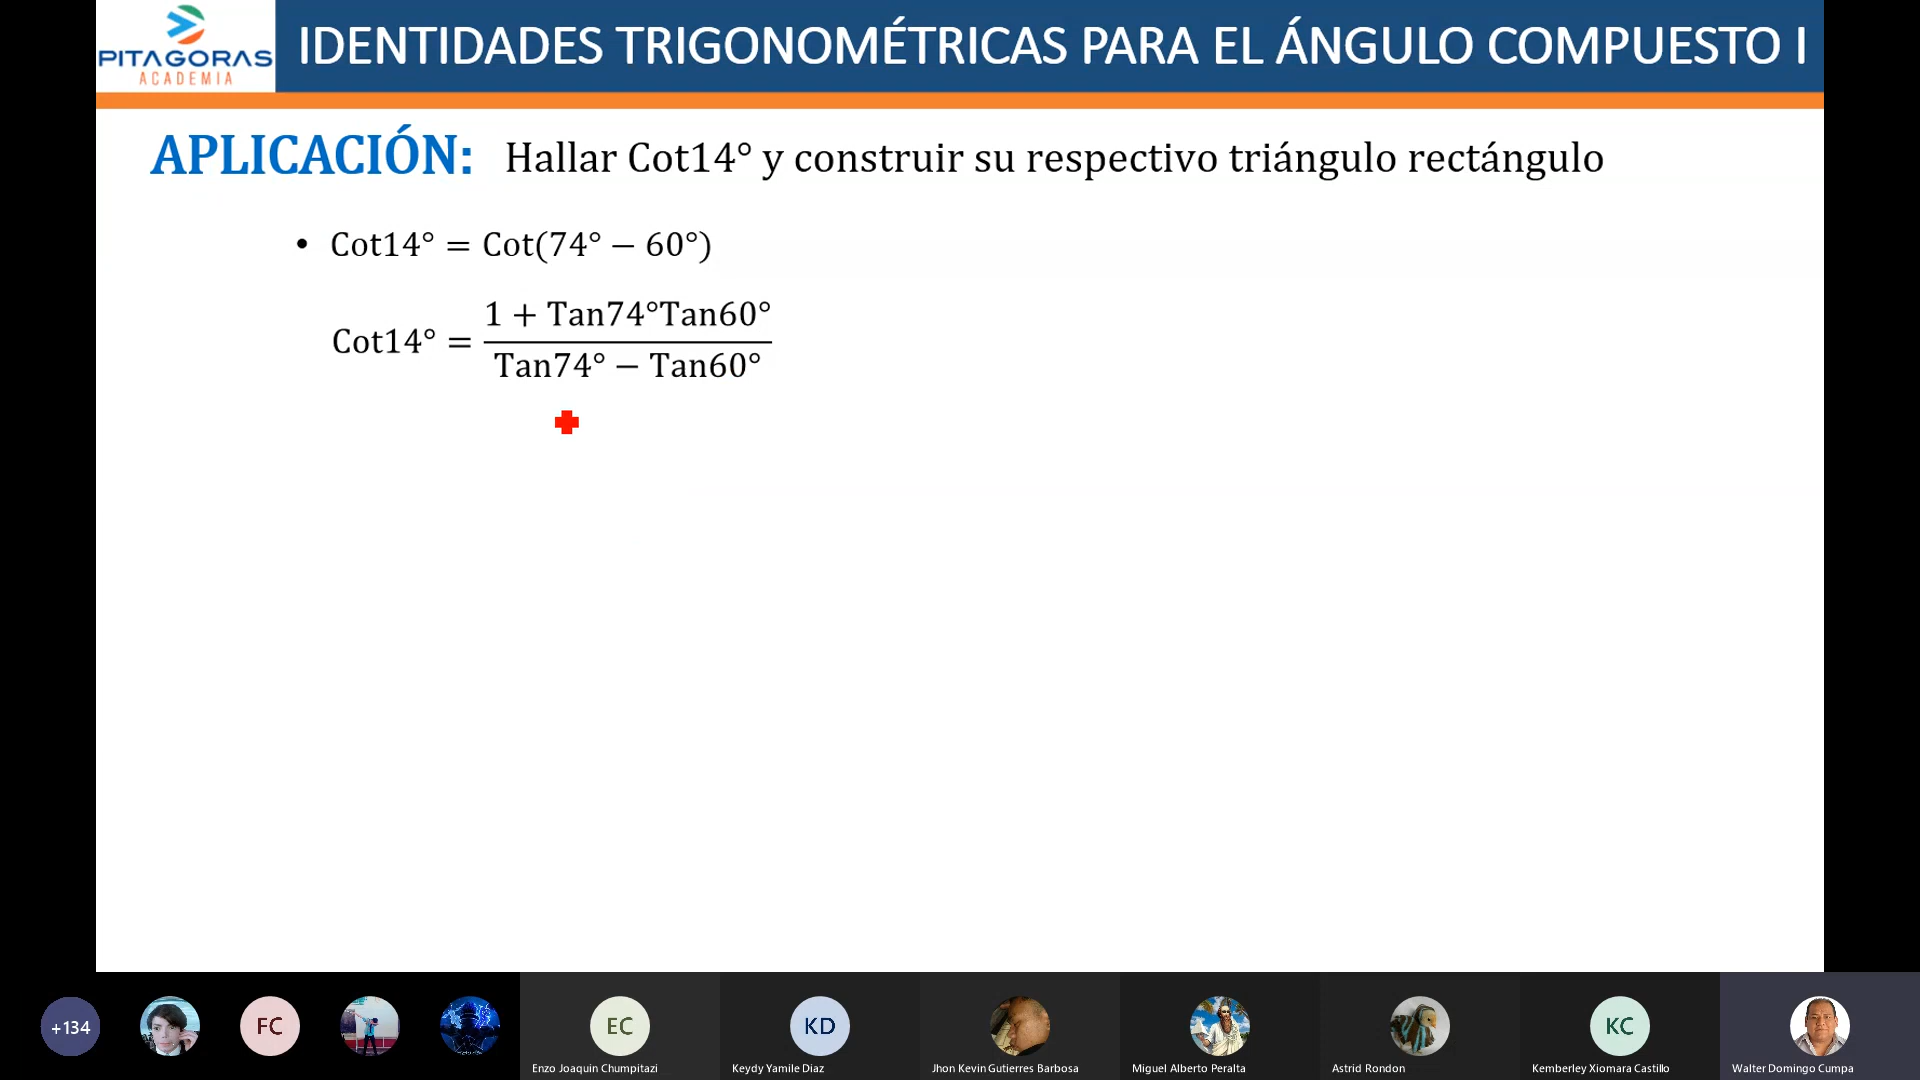 PITAGORAS
ACADEMIA
IDENTIDADES TRIGONOMÉTRICAS PARA EL ÁNGULO COMPUESTO I
APLICACIÓN: Hallar Cot14° y construir su respectivo triángulo rectángulo
• Cot14° = Cot(74° − 60°)
Cot14° = (1 + Tan74°Tan60°) / (Tan74° − Tan60°)
+134
FC
EC
KD
KC
Enzo Joaquin Chumpitazi
Keydy Yamile Diaz
Jhon Kevin Gutierres Barbosa
Miguel Alberto Peralta
Astrid Rondon
Kemberley Xiomara Castillo
Walter Domingo Cumpa